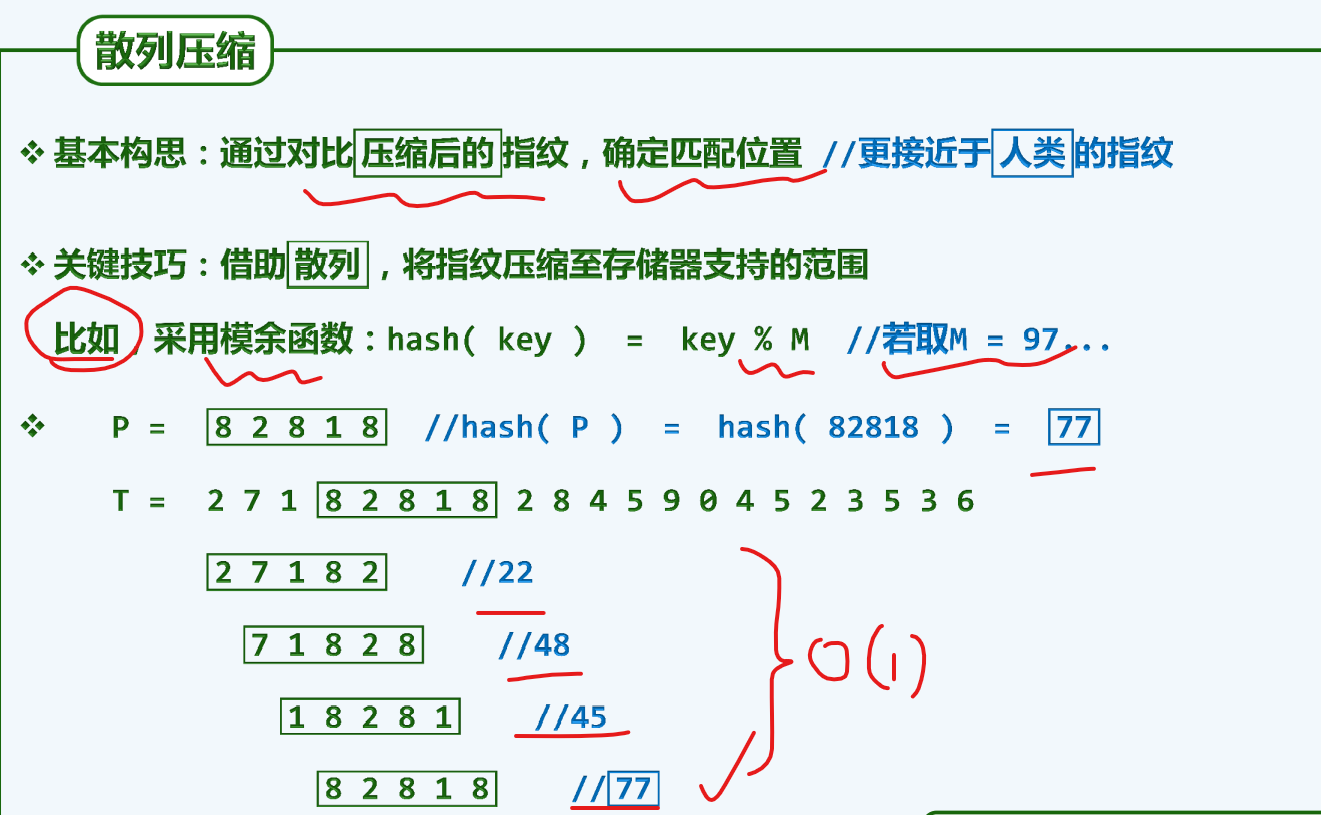 散列压缩
❖ 基本构思：通过对比压缩后的指纹，确定匹配位置 //更接近于人类的指纹
❖ 关键技巧：借助散列，将指纹压缩至存储器支持的范围
比如，采用模余函数：hash( key ) = key % M //若取M = 97...
❖ P = 8 2 8 1 8 //hash( P ) = hash( 82818 ) = 77
T = 2 7 1 8 2 8 1 8 2 8 4 5 9 0 4 5 2 3 5 3 6
2 7 1 8 2 //22
7 1 8 2 8 //48
1 8 2 8 1 //45
O(1)
8 2 8 1 8 //77